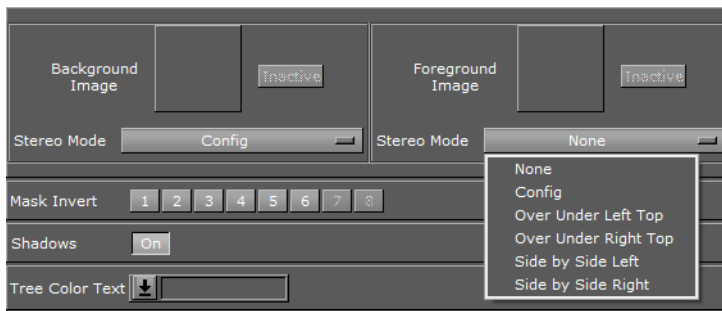 Background
Image
Inactive
Foreground
Image
Inactive
Stereo Mode Config
Stereo Mode None
None
Config
Over Under Left Top
Over Under Right Top
Side by Side Left
Side by Side Right
Mask Invert 1 2 3 4 5 6 7 8
Shadows On
Tree Color Text